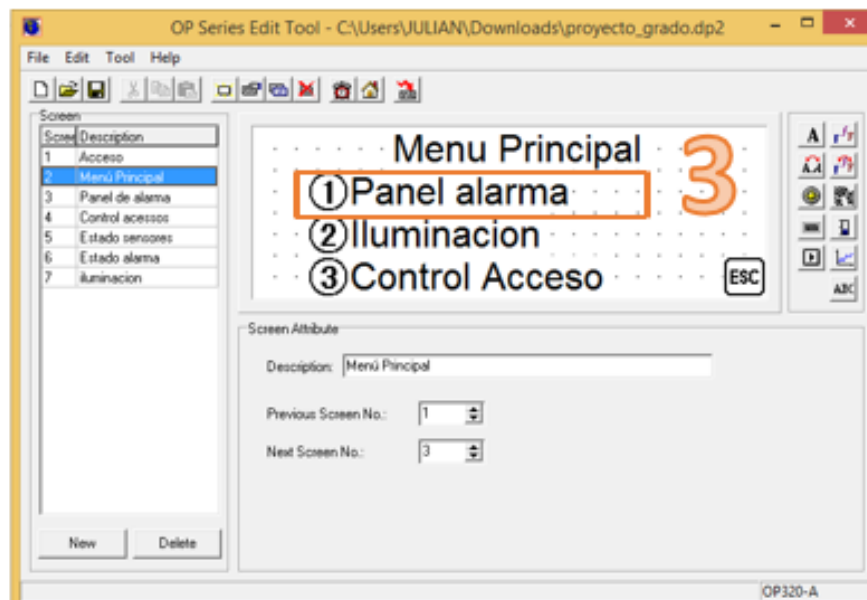 OP Series Edit Tool - C:\Users\JULIAN\Downloads\proyecto_grado.dp2
File Edit Tool Help
Screen
Scree Description
1 Acceso
2 Menú Principal
3 Panel de alarma
4 Control acessos
5 Estado sensores
6 Estado alarma
7 iluminacion
New Delete
Menu Principal
3
①Panel alarma
②Iluminacion
③Control Acceso
ESC
A
ABC
Screen Attribute
Description: Menú Principal
Previous Screen No.: 1
Next Screen No.: 3
OP320-A